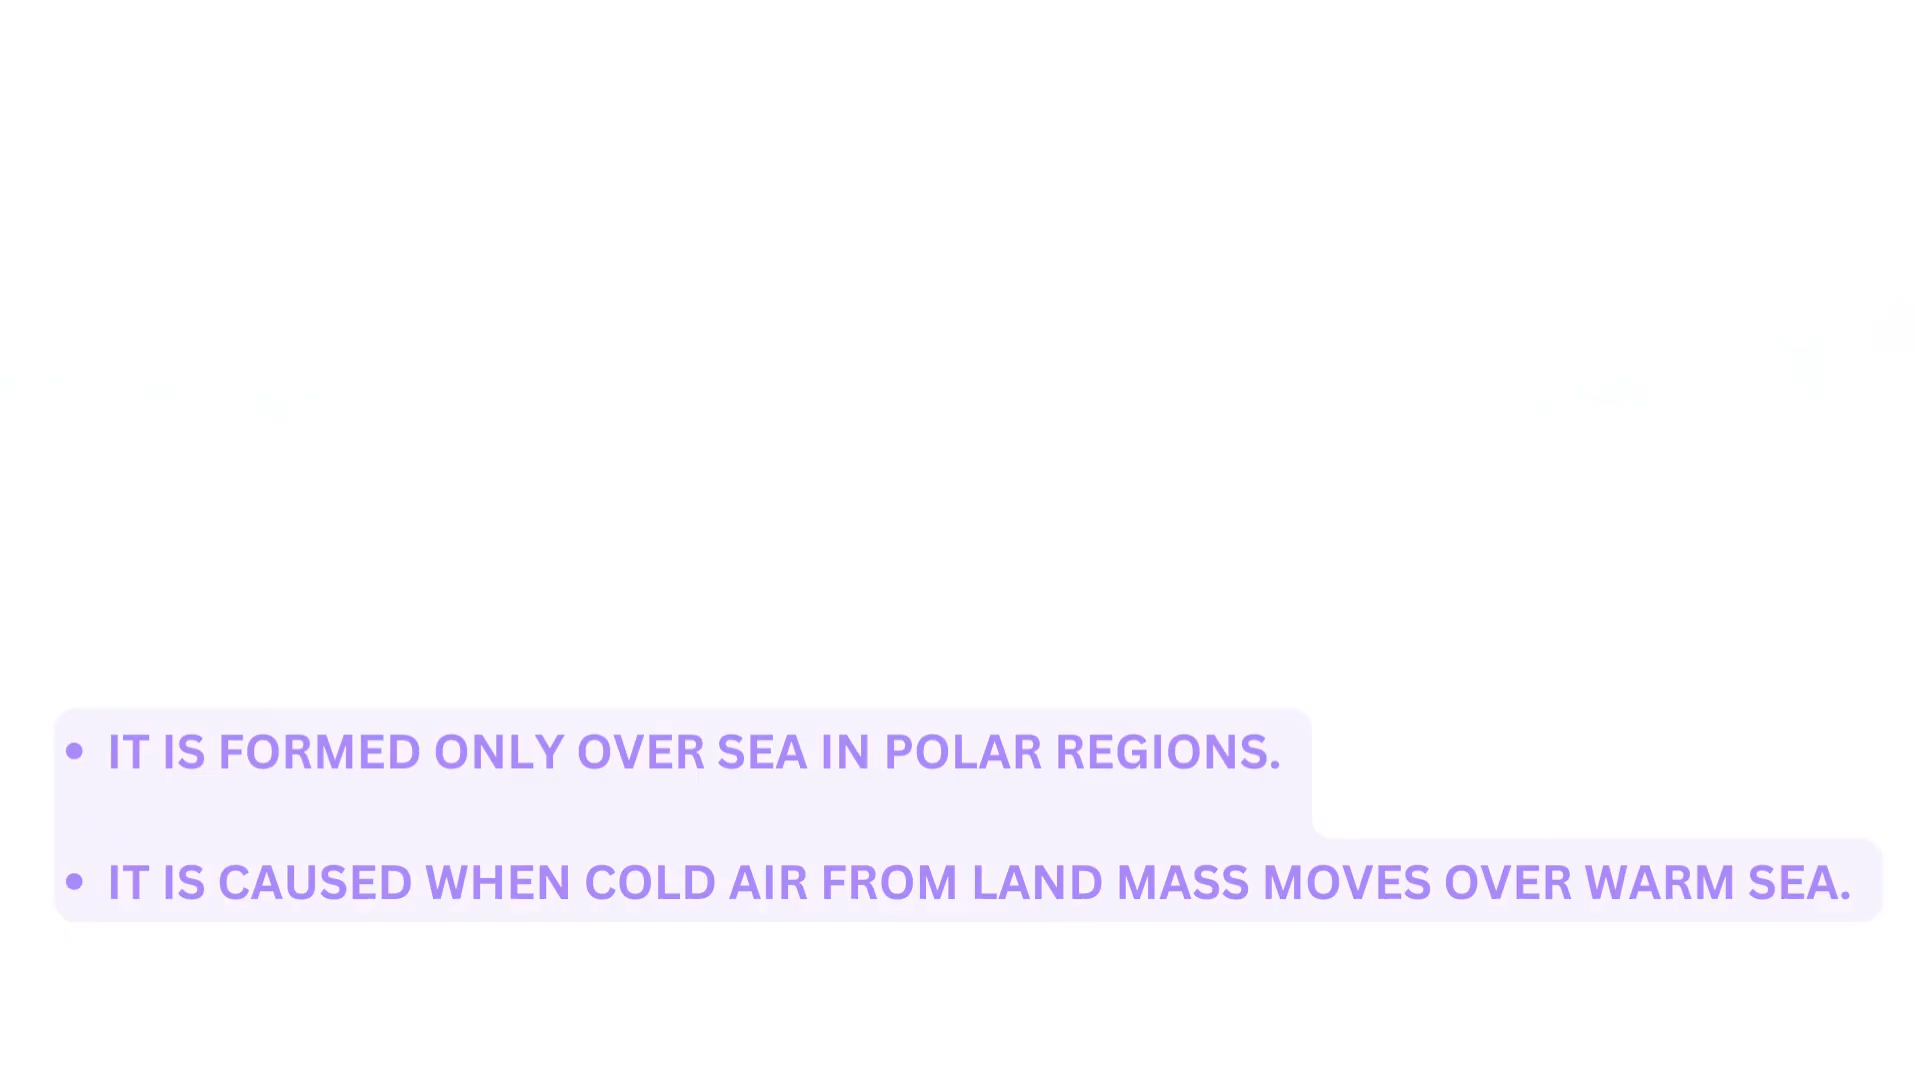 • IT IS FORMED ONLY OVER SEA IN POLAR REGIONS.
• IT IS CAUSED WHEN COLD AIR FROM LAND MASS MOVES OVER WARM SEA.